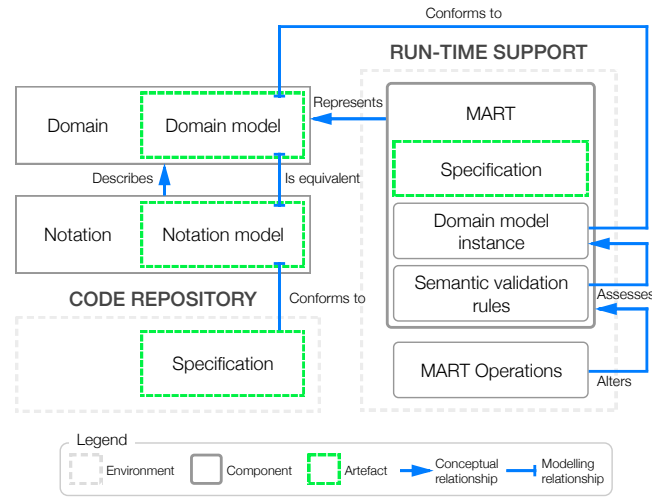 Conforms to
RUN-TIME SUPPORT
Domain
Domain model
Represents
MART
Specification
Describes
Is equivalent
Notation
Notation model
Domain model
instance
Semantic validation
rules
Assesses
CODE REPOSITORY
Conforms to
Specification
MART Operations
Alters
Legend
Environment
Component
Artefact
Conceptual
relationship
Modelling
relationship